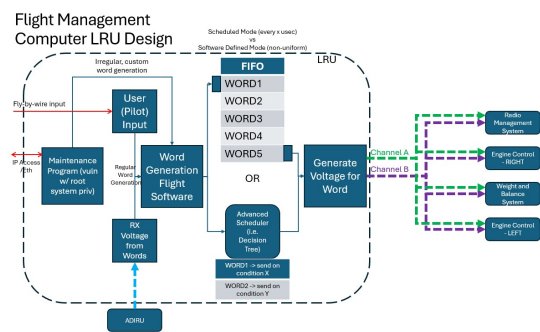 Flight Management
Computer LRU Design
Scheduled Mode (every x usec)
vs
Software Defined Mode (non-uniform)
LRU
Irregular, custom
word generation
FIFO
WORD1
WORD2
WORD3
WORD4
WORD5
OR
Fly-by-wire input
User
(Pilot)
Input
IP Access
/Eth
Maintenance
Program (vuln
w/ root
system priv)
Regular
Word
Generation
Word
Generation
Flight
Software
Generate
Voltage for
Word
Channel A
Channel B
Radio
Management
System
Engine Control
- RIGHT
Weight and
Balance
System
Engine Control
- LEFT
RX
Voltage
from
Words
Advanced
Scheduler
(i.e.
Decision
Tree)
WORD1 -> send on
condition X
WORD2 -> send on
condition Y
ADIRU